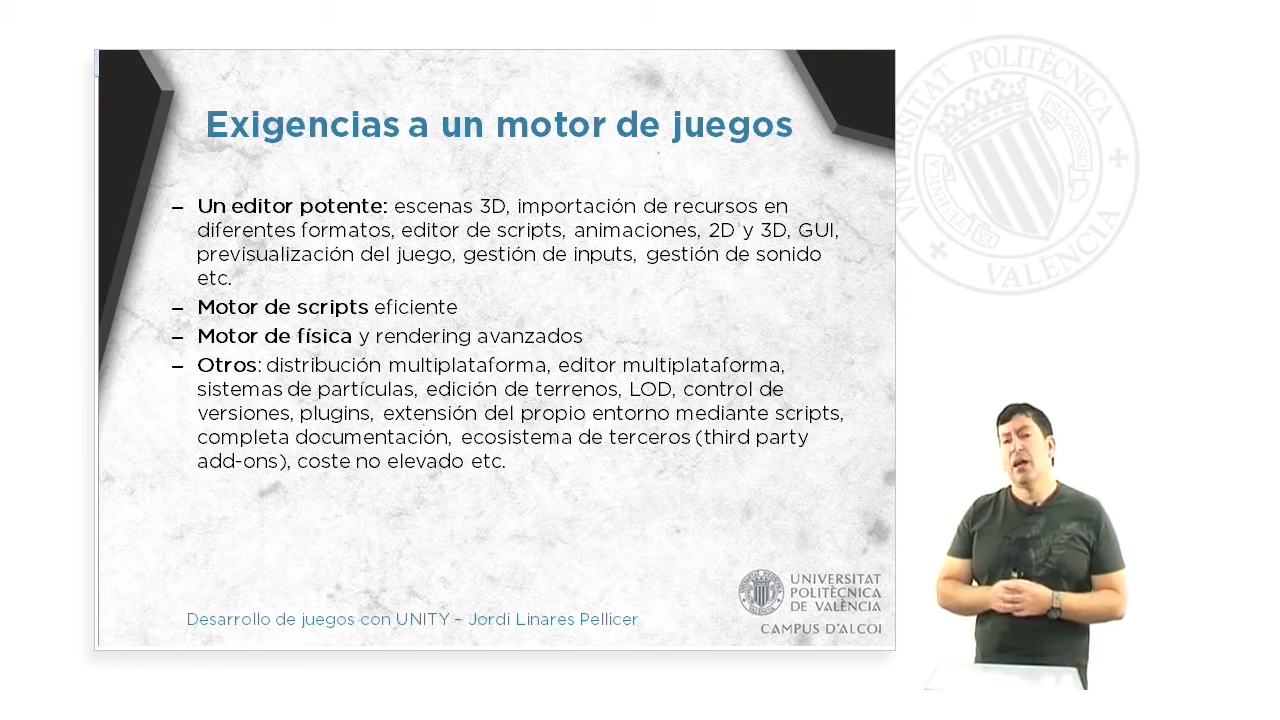 Exigencias a un motor de juegos
– Un editor potente: escenas 3D, importación de recursos en
diferentes formatos, editor de scripts, animaciones, 2D y 3D, GUI,
previsualización del juego, gestión de inputs, gestión de sonido
etc.
– Motor de scripts eficiente
– Motor de física y rendering avanzados
– Otros: distribución multiplataforma, editor multiplataforma,
sistemas de partículas, edición de terrenos, LOD, control de
versiones, plugins, extensión del propio entorno mediante scripts,
completa documentación, ecosistema de terceros (third party
add-ons), coste no elevado etc.
Desarrollo de juegos con UNITY – Jordi Linares Pellicer
UNIVERSITAT
POLITÈCNICA
DE VALÈNCIA
CAMPUS D'ALCOI
UNIVERSITAT POLITÈCNICA
VALÈNCIA